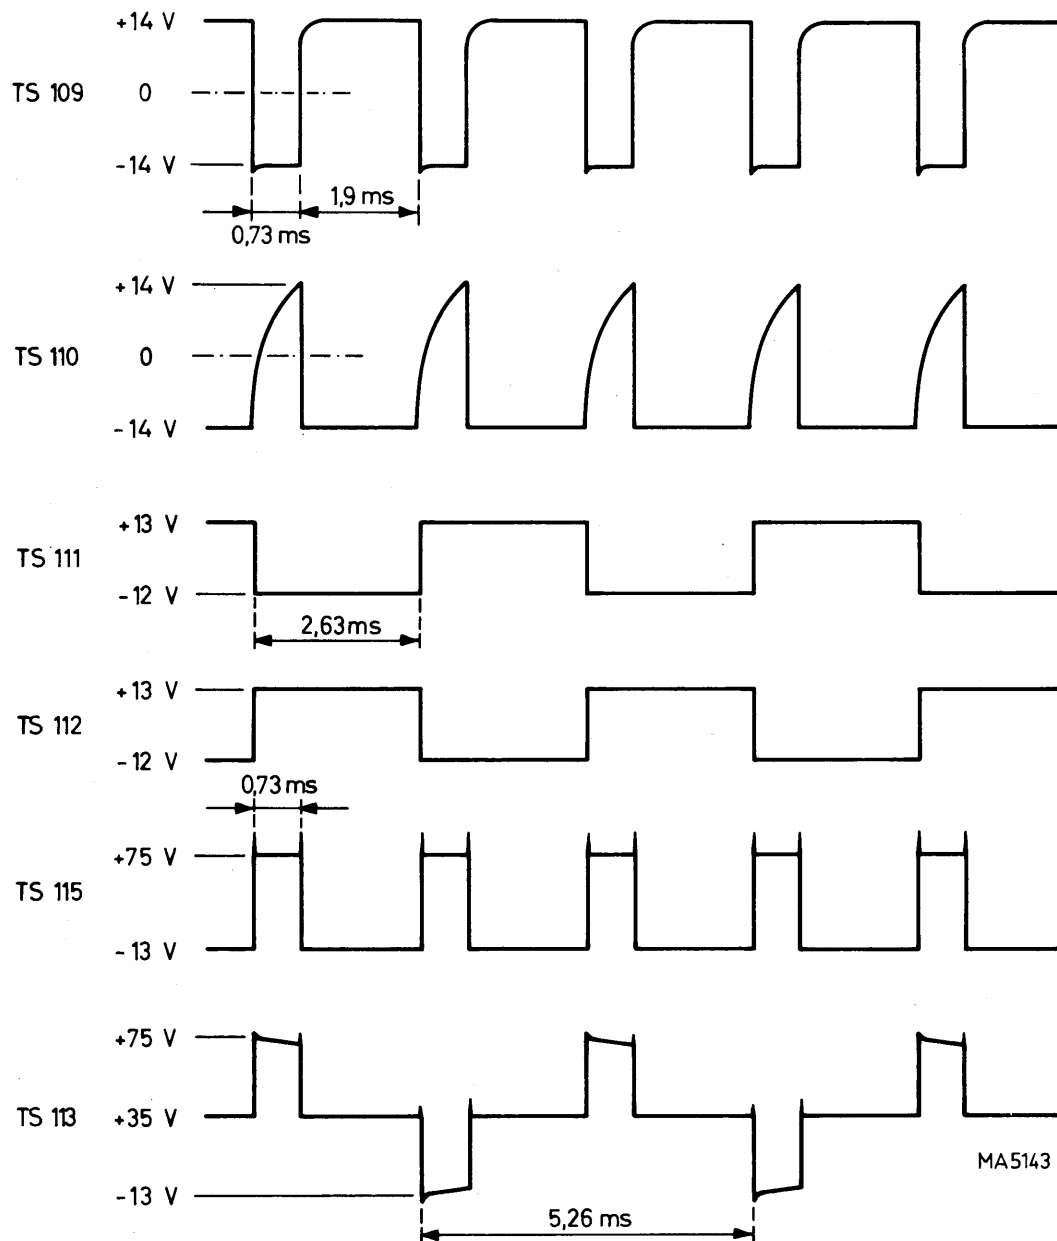 +14 V
TS 109 0
-14 V
1,9 ms
0,73 ms
+14 V
TS 110 0
-14 V
+13 V
TS 111
-12 V
2,63 ms
+13 V
TS 112
-12 V
0,73 ms
+75 V
TS 115
-13 V
+75 V
TS 113 +35 V
MA5143
-13 V
5,26 ms